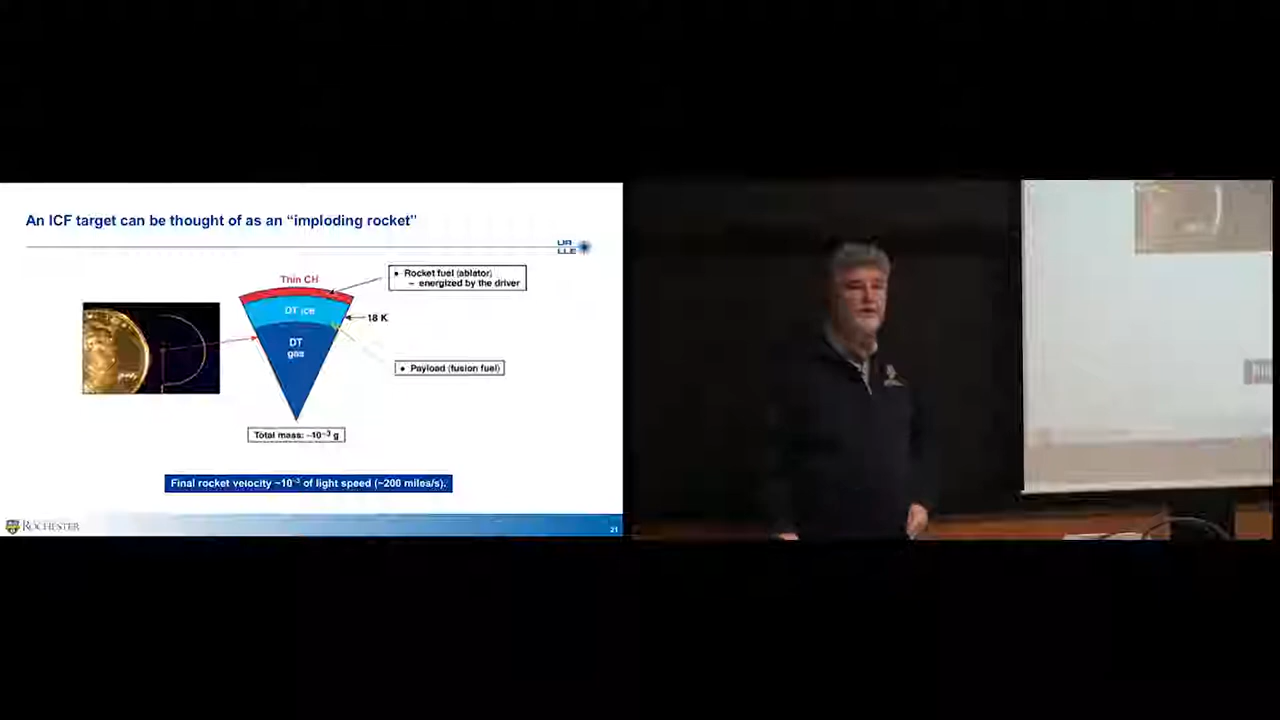 An ICF target can be thought of as an “imploding rocket”
UR
LLE
Thin CH
• Rocket fuel (ablator)
– energized by the driver
DT ice
18 K
DT
gas
• Payload (fusion fuel)
Total mass: ~10⁻³ g
Final rocket velocity ~10⁻³ of light speed (~200 miles/s).
ROCHESTER
21